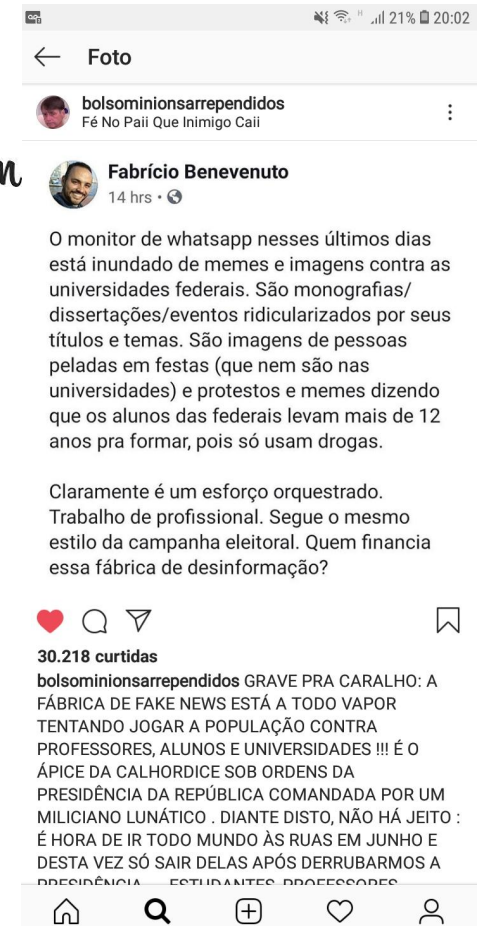 21% 20:02
Foto
bolsominionsarrependidos
Fé No Paii Que Inimigo Caii
n
Fabrício Benevenuto
14 hrs •
O monitor de whatsapp nesses últimos dias
está inundado de memes e imagens contra as
universidades federais. São monografias/
dissertações/eventos ridicularizados por seus
títulos e temas. São imagens de pessoas
peladas em festas (que nem são nas
universidades) e protestos e memes dizendo
que os alunos das federais levam mais de 12
anos pra formar, pois só usam drogas.
Claramente é um esforço orquestrado.
Trabalho de profissional. Segue o mesmo
estilo da campanha eleitoral. Quem financia
essa fábrica de desinformação?
30.218 curtidas
bolsominionsarrependidos GRAVE PRA CARALHO: A
FÁBRICA DE FAKE NEWS ESTÁ A TODO VAPOR
TENTANDO JOGAR A POPULAÇÃO CONTRA
PROFESSORES, ALUNOS E UNIVERSIDADES !!! É O
ÁPICE DA CALHORDICE SOB ORDENS DA
PRESIDÊNCIA DA REPÚBLICA COMANDADA POR UM
MILICIANO LUNÁTICO . DIANTE DISTO, NÃO HÁ JEITO :
É HORA DE IR TODO MUNDO ÀS RUAS EM JUNHO E
DESTA VEZ SÓ SAIR DELAS APÓS DERRUBARMOS A
PRESIDÊNCIA ESTUDANTES, PROFESSORES